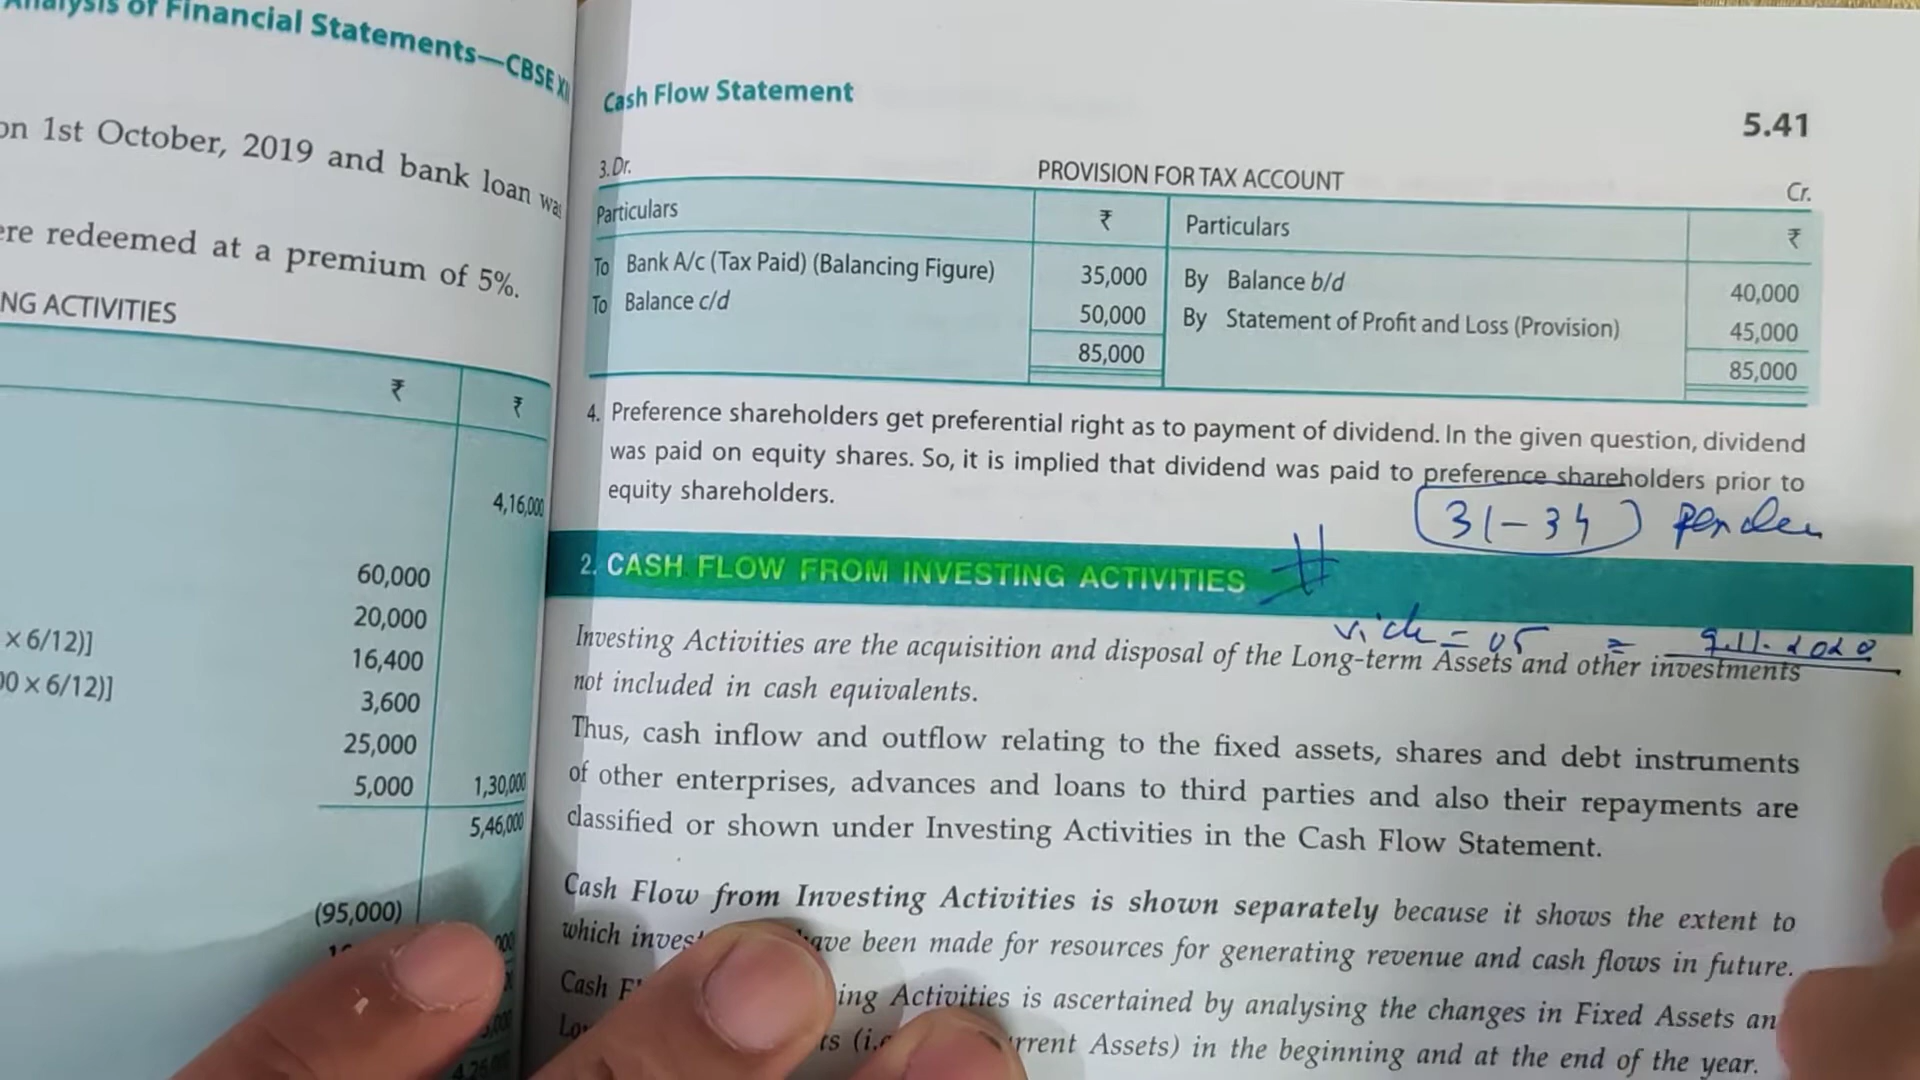 Analysis of Financial Statements—CBSE XII
on 1st October, 2019 and bank loan was
ere redeemed at a premium of 5%.
NG ACTIVITIES
₹ ₹
4,16,000
60,000
20,000
x 6/12)] 16,400
00 x 6/12)] 3,600
25,000
5,000 1,30,000
5,46,000
(95,000)
Cash Flow Statement 5.41
3. Dr. PROVISION FOR TAX ACCOUNT Cr.
Particulars ₹ Particulars ₹
To Bank A/c (Tax Paid) (Balancing Figure) 35,000 By Balance b/d 40,000
To Balance c/d 50,000 By Statement of Profit and Loss (Provision) 45,000
85,000 85,000
4. Preference shareholders get preferential right as to payment of dividend. In the given question, dividend
was paid on equity shares. So, it is implied that dividend was paid to preference shareholders prior to
equity shareholders.
(31-34)
2. CASH FLOW FROM INVESTING ACTIVITIES #
= 05 = 9.11.2020
Investing Activities are the acquisition and disposal of the Long-term Assets and other investments
not included in cash equivalents.
Thus, cash inflow and outflow relating to the fixed assets, shares and debt instruments
of other enterprises, advances and loans to third parties and also their repayments are
classified or shown under Investing Activities in the Cash Flow Statement.
Cash Flow from Investing Activities is shown separately because it shows the extent to
which inves ave been made for resources for generating revenue and cash flows in future.
Cash F ing Activities is ascertained by analysing the changes in Fixed Assets an
Lo ts (i.e rrent Assets) in the beginning and at the end of the year.